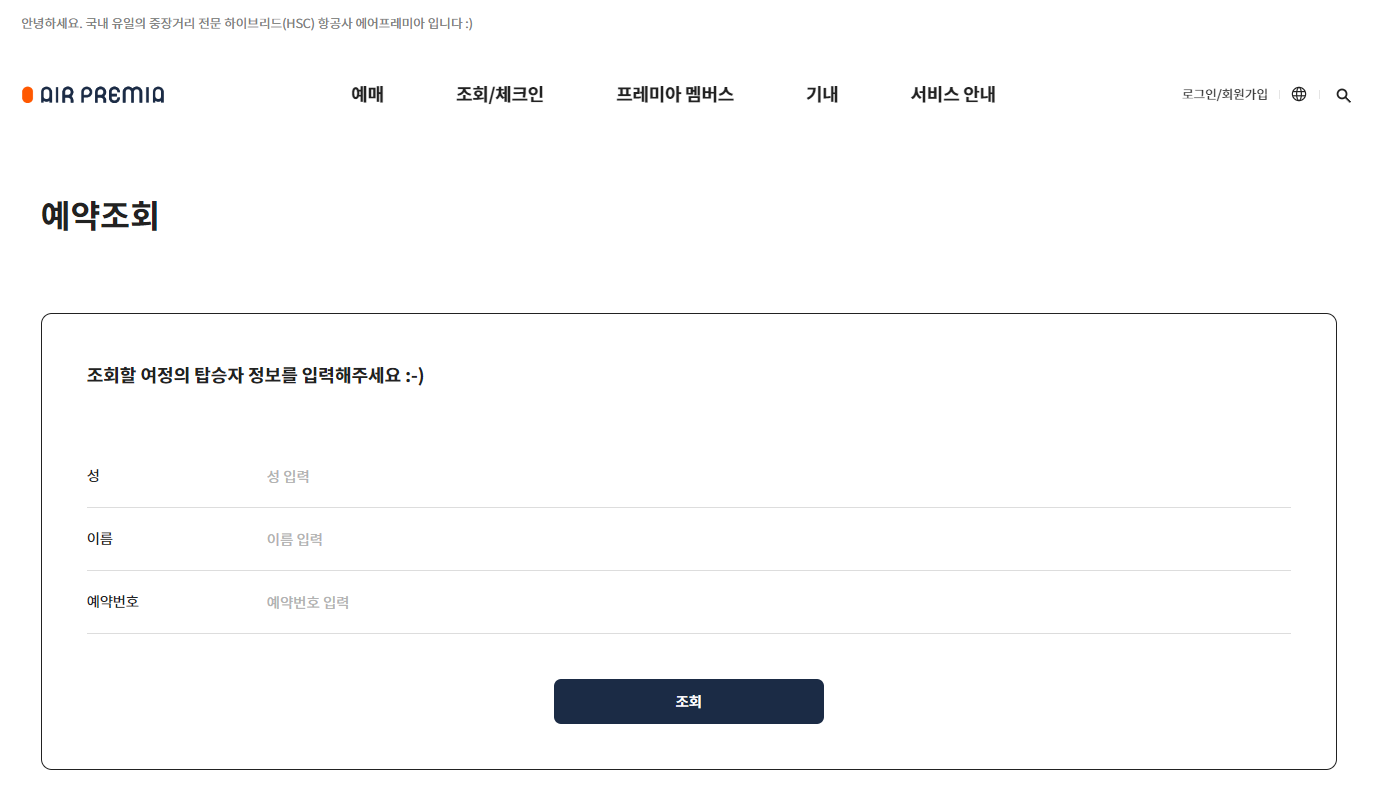 안녕하세요. 국내 유일의 중장거리 전문 하이브리드(HSC) 항공사 에어프레미아 입니다 :)
AIR PREMIA 예매 조회/체크인 프레미아 멤버스 기내 서비스 안내 로그인/회원가입
예약조회
조회할 여정의 탑승자 정보를 입력해주세요 :-)
성 성 입력
이름 이름 입력
예약번호 예약번호 입력
조회